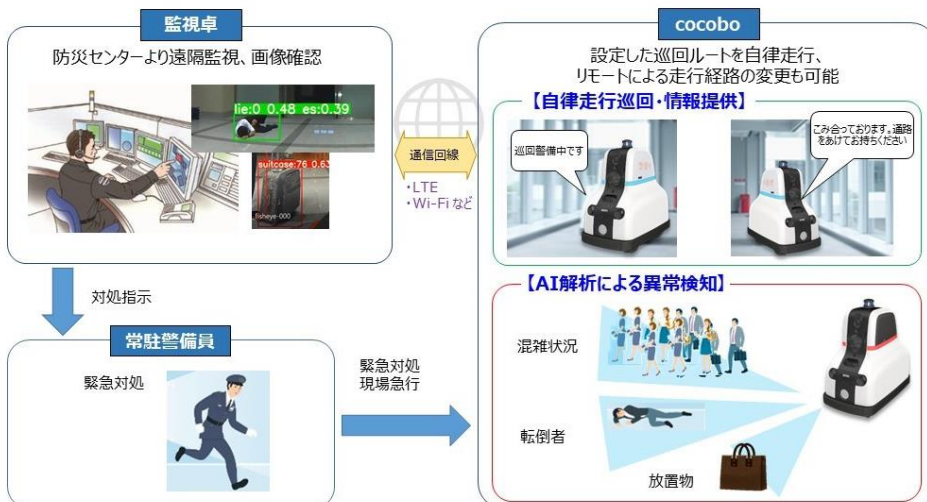 監視卓
防災センターより遠隔監視、画像確認
lie:0 0.48 es:0.39
suitcase:76 0.63
fisheye-000
通信回線
・LTE
・Wi-Fi など
cocobo
設定した巡回ルートを自律走行、
リモートによる走行経路の変更も可能
【自律走行巡回・情報提供】
巡回警備中です
こみ合っております。通路
をあけてお持ちください
【AI解析による異常検知】
混雑状況
転倒者
放置物
対処指示
常駐警備員
緊急対処
緊急対処
現場急行